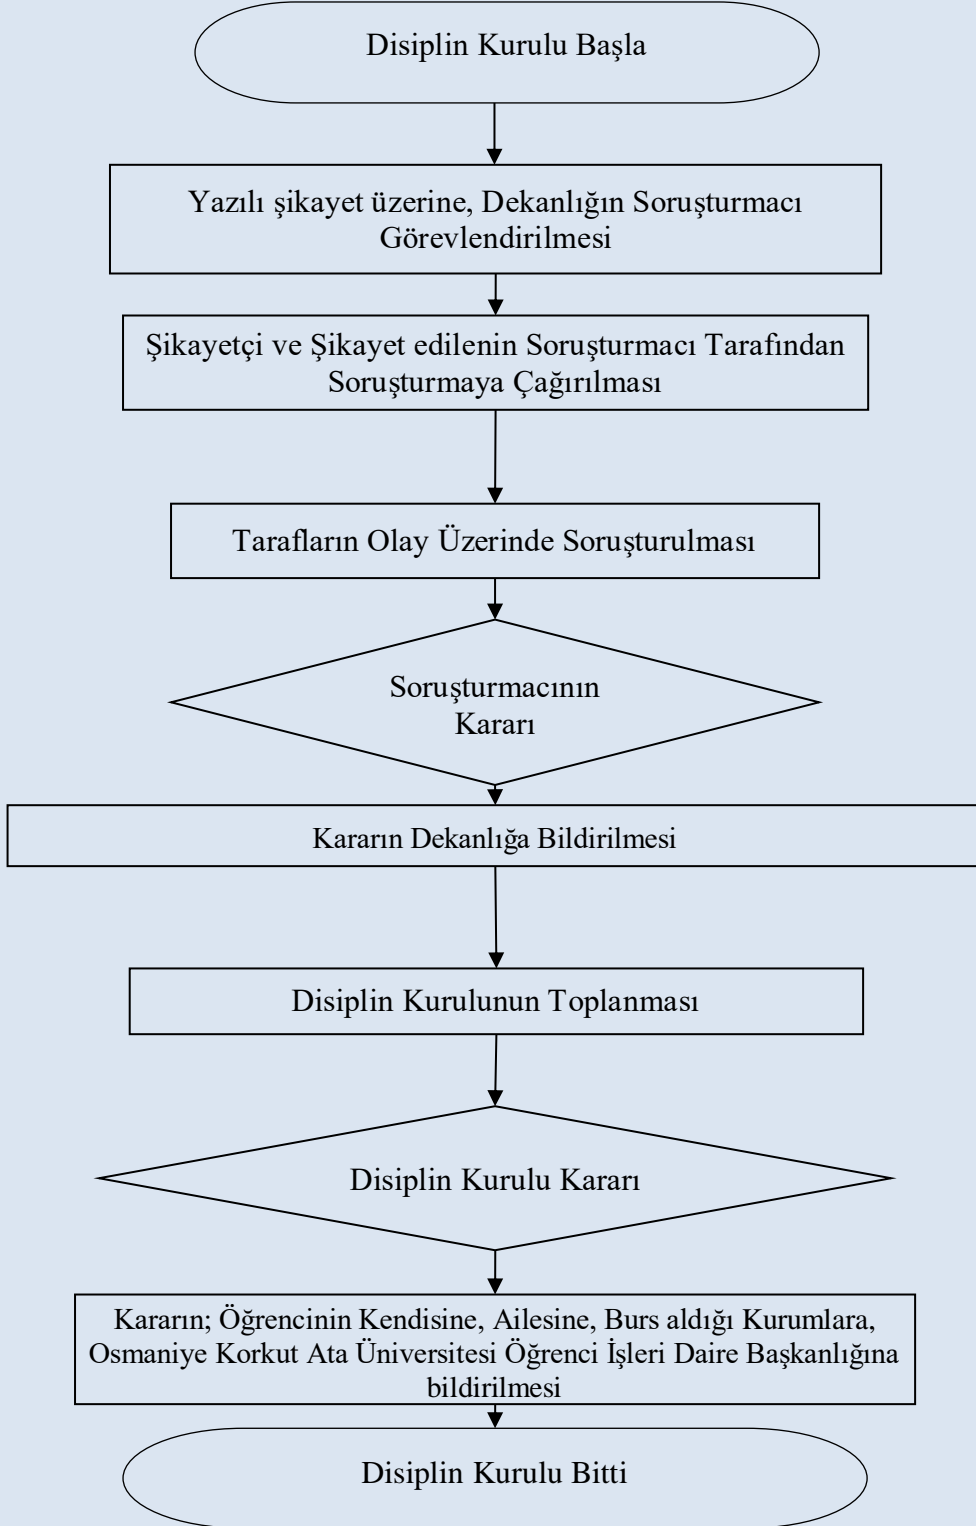 Disiplin Kurulu Başla
Yazılı şikayet üzerine, Dekanlığın Soruşturmacı
Görevlendirilmesi
Şikayetçi ve Şikayet edilenin Soruşturmacı Tarafından
Soruşturmaya Çağırılması
Tarafların Olay Üzerinde Soruşturulması
Soruşturmacının
Kararı
Kararın Dekanlığa Bildirilmesi
Disiplin Kurulunun Toplanması
Disiplin Kurulu Kararı
Kararın; Öğrencinin Kendisine, Ailesine, Burs aldığı Kurumlara,
Osmaniye Korkut Ata Üniversitesi Öğrenci İşleri Daire Başkanlığına
bildirilmesi
Disiplin Kurulu Bitti